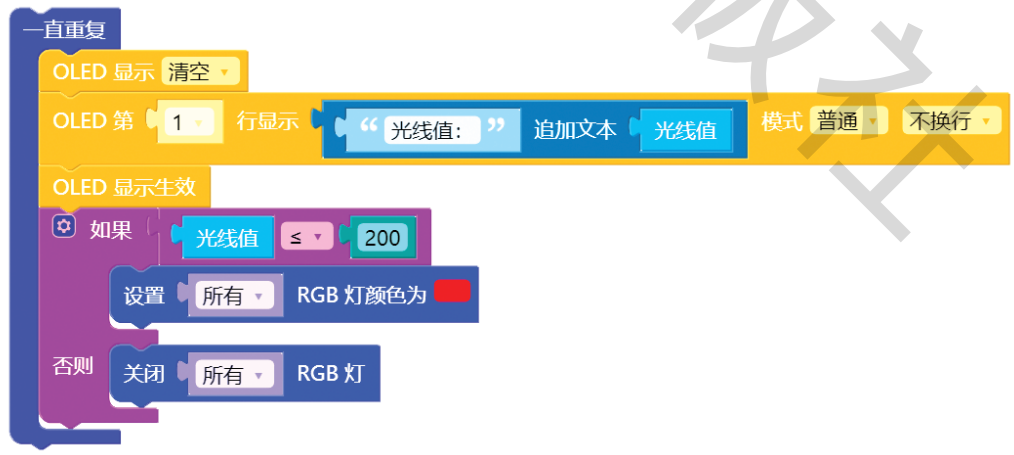 一直重复
OLED 显示 清空
OLED 第 1 行显示 “ 光线值： ” 追加文本 光线值 模式 普通 不换行
OLED 显示生效
如果 光线值 ≤ 200
设置 所有 RGB 灯颜色为
否则 关闭 所有 RGB 灯